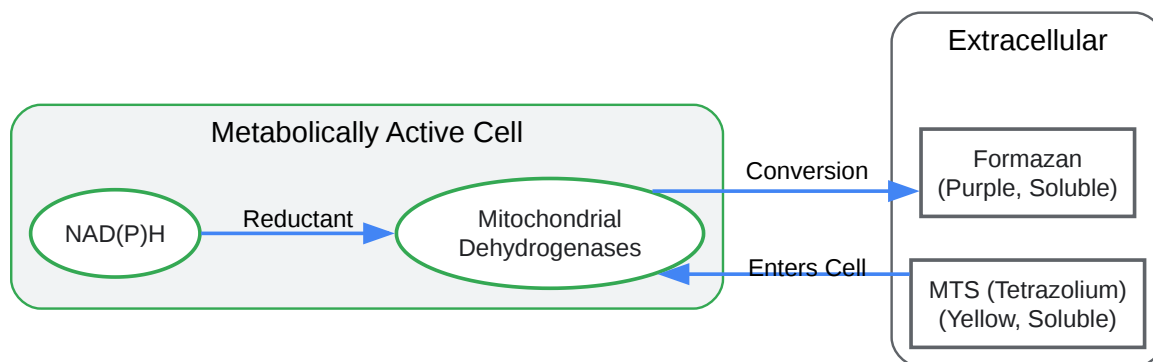 Extracellular
Metabolically Active Cell
Formazan
(Purple, Soluble)
Conversion
NAD(P)H
Reductant
Mitochondrial
Dehydrogenases
Enters Cell
MTS (Tetrazolium)
(Yellow, Soluble)